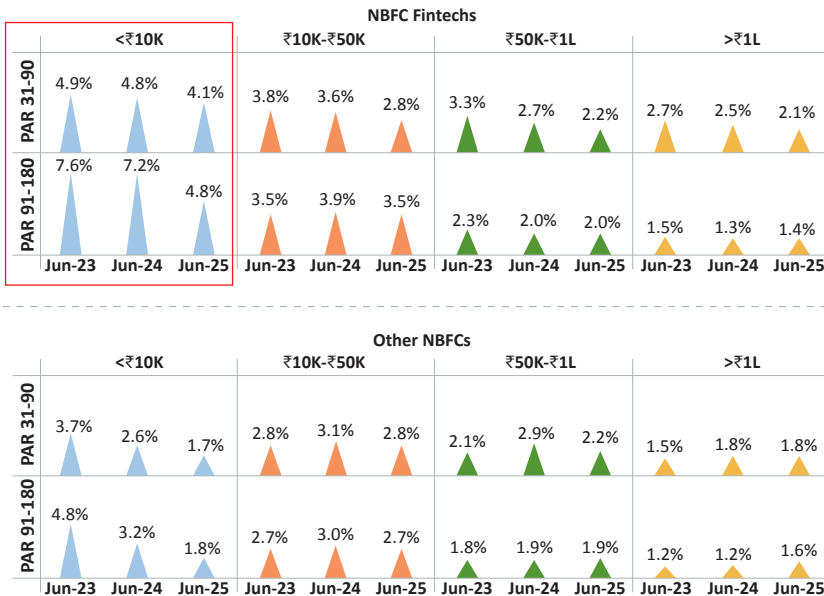 NBFC Fintechs
<₹10K ₹10K-₹50K ₹50K-₹1L >₹1L
PAR 31-90
4.9% 4.8% 4.1% 3.8% 3.6% 2.8% 3.3% 2.7% 2.2% 2.7% 2.5% 2.1%
PAR 91-180
7.6% 7.2% 4.8% 3.5% 3.9% 3.5% 2.3% 2.0% 2.0% 1.5% 1.3% 1.4%
Jun-23 Jun-24 Jun-25 Jun-23 Jun-24 Jun-25 Jun-23 Jun-24 Jun-25 Jun-23 Jun-24 Jun-25
Other NBFCs
<₹10K ₹10K-₹50K ₹50K-₹1L >₹1L
PAR 31-90
3.7% 2.6% 1.7% 2.8% 3.1% 2.8% 2.1% 2.9% 2.2% 1.5% 1.8% 1.8%
PAR 91-180
4.8% 3.2% 1.8% 2.7% 3.0% 2.7% 1.8% 1.9% 1.9% 1.2% 1.2% 1.6%
Jun-23 Jun-24 Jun-25 Jun-23 Jun-24 Jun-25 Jun-23 Jun-24 Jun-25 Jun-23 Jun-24 Jun-25